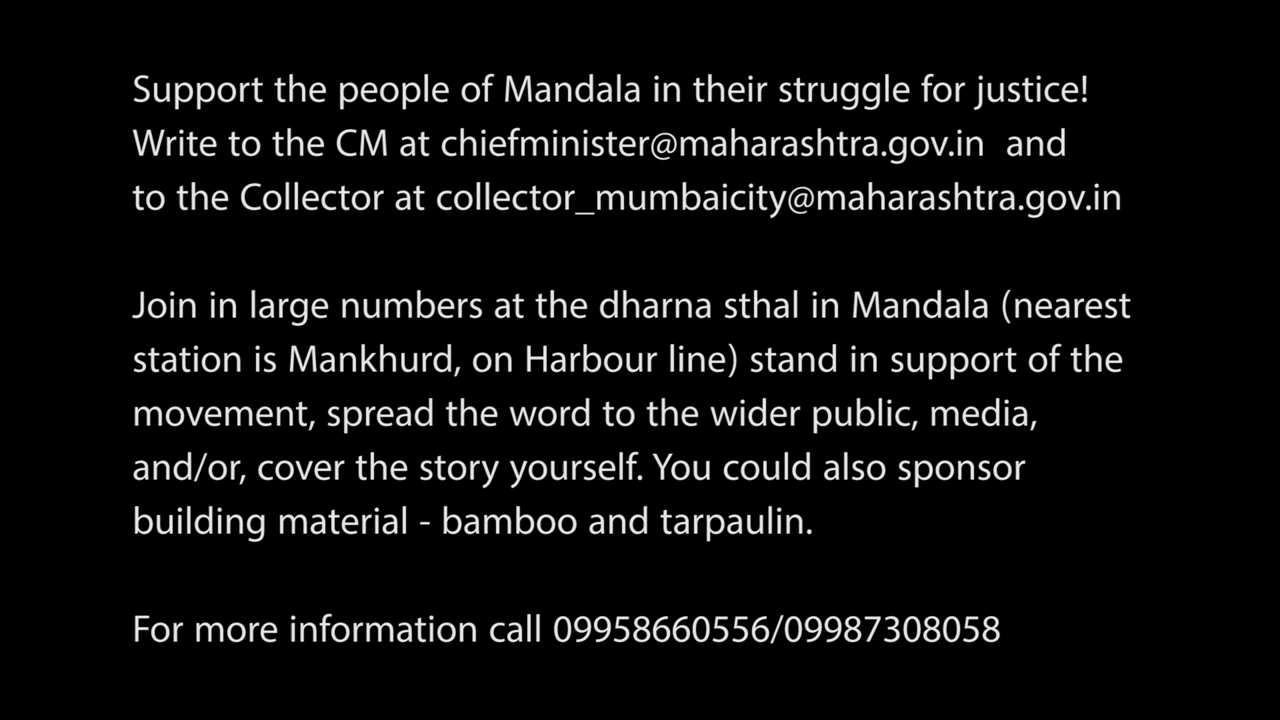 Support the people of Mandala in their struggle for justice!
Write to the CM at chiefminister@maharashtra.gov.in and
to the Collector at collector_mumbaicity@maharashtra.gov.in
Join in large numbers at the dharna sthal in Mandala (nearest
station is Mankhurd, on Harbour line) stand in support of the
movement, spread the word to the wider public, media,
and/or, cover the story yourself. You could also sponsor
building material - bamboo and tarpaulin.
For more information call 09958660556/09987308058